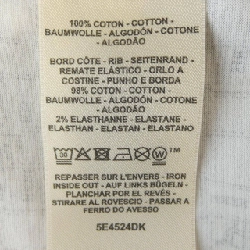 100% COTON - COTTON -
BAUMWOLLE - ALGODÓN - COTONE
- ALGODÃO
BORD CÔTE - RIB - SEITENRAND -
REMATE ELÁSTICO - ORLO A
COSTINE - PUNHO E BORDA
98% COTON - COTTON -
BAUMWOLLE - ALGODÓN - COTONE
- ALGODÃO
2% ELASTHANNE - ELASTANE -
ELASTHAN - ELASTAN - ELASTANO
REPASSER SUR L'ENVERS - IRON
INSIDE OUT - AUF LINKS BÜGELN -
PLANCHAR POR EL REVÉS -
STIRARE AL ROVESCIO - PASSAR A
FERRO DO AVESSO
5E4524DK